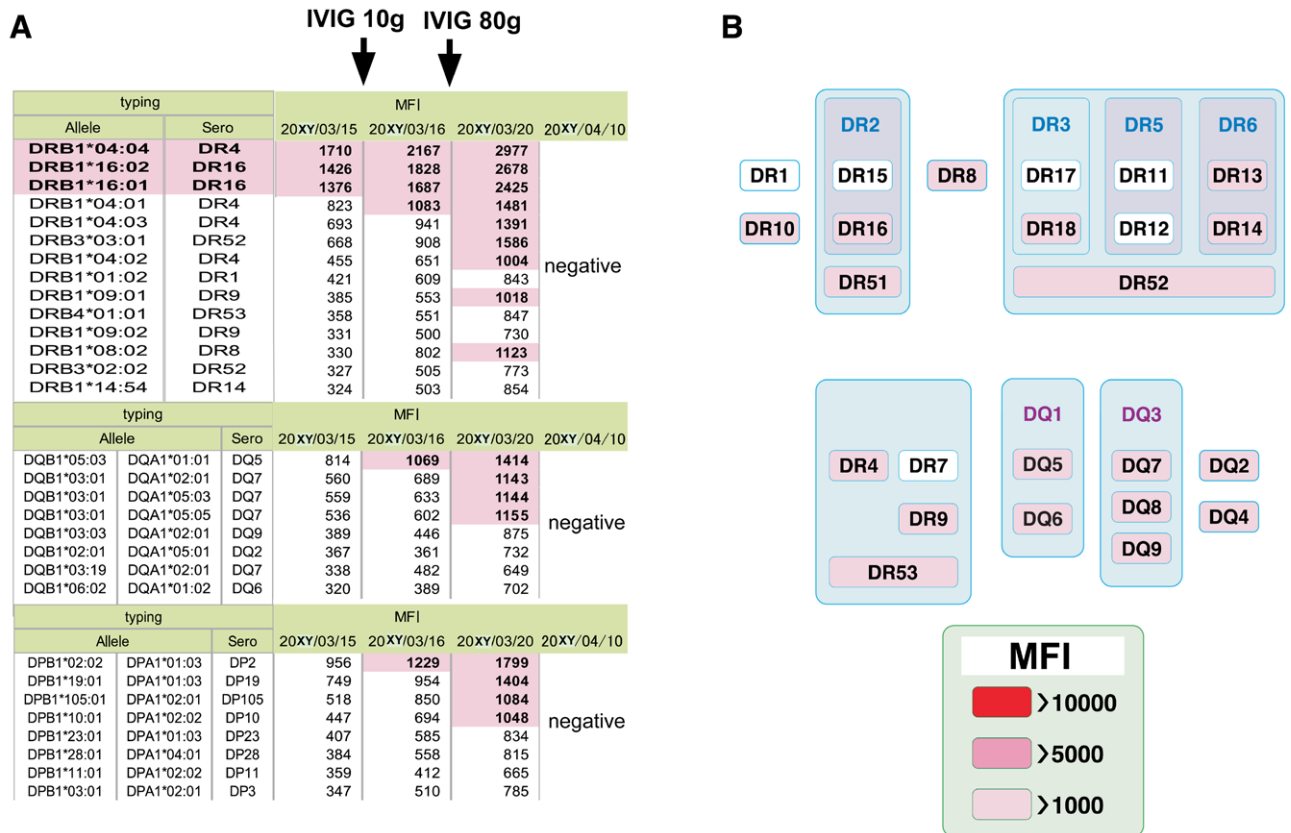 A
IVIG 10g IVIG 80g
typing MFI
Allele Sero 20XY/03/15 20XY/03/16 20XY/03/20 20XY/04/10
DRB1*04:04 DR4 1710 2167 2977
DRB1*16:02 DR16 1426 1828 2678
DRB1*16:01 DR16 1376 1687 2425
DRB1*04:01 DR4 823 1083 1481
DRB1*04:03 DR4 693 941 1391
DRB3*03:01 DR52 668 908 1586
DRB1*04:02 DR4 455 651 1004
negative
DRB1*01:02 DR1 421 609 843
DRB1*09:01 DR9 385 553 1018
DRB4*01:01 DR53 358 551 847
DRB1*09:02 DR9 331 500 730
DRB1*08:02 DR8 330 802 1123
DRB3*02:02 DR52 327 505 773
DRB1*14:54 DR14 324 503 854
typing MFI
Allele Sero 20XY/03/15 20XY/03/16 20XY/03/20 20XY/04/10
DQB1*05:03 DQA1*01:01 DQ5 814 1069 1414
DQB1*03:01 DQA1*02:01 DQ7 560 689 1143
DQB1*03:01 DQA1*05:03 DQ7 559 633 1144
DQB1*03:01 DQA1*05:05 DQ7 536 602 1155
negative
DQB1*03:03 DQA1*02:01 DQ9 389 446 875
DQB1*02:01 DQA1*05:01 DQ2 367 361 732
DQB1*03:19 DQA1*02:01 DQ7 338 482 649
DQB1*06:02 DQA1*01:02 DQ6 320 389 702
typing MFI
Allele Sero 20XY/03/15 20XY/03/16 20XY/03/20 20XY/04/10
DPB1*02:02 DPA1*01:03 DP2 956 1229 1799
DPB1*19:01 DPA1*01:03 DP19 749 954 1404
DPB1*105:01 DPA1*02:01 DP105 518 850 1084
DPB1*10:01 DPA1*02:02 DP10 447 694 1048
negative
DPB1*23:01 DPA1*01:03 DP23 407 585 834
DPB1*28:01 DPA1*04:01 DP28 384 558 815
DPB1*11:01 DPA1*02:02 DP11 359 412 665
DPB1*03:01 DPA1*02:01 DP3 347 510 785
B
DR2 DR3 DR5 DR6
DR1 DR15 DR8 DR17 DR11 DR13
DR10 DR16 DR18 DR12 DR14
DR51 DR52
DQ1 DQ3
DR4 DR7 DQ5 DQ7 DQ2
DQ8
DR9 DQ6 DQ4
DQ9
DR53
MFI
>10000
>5000
>1000